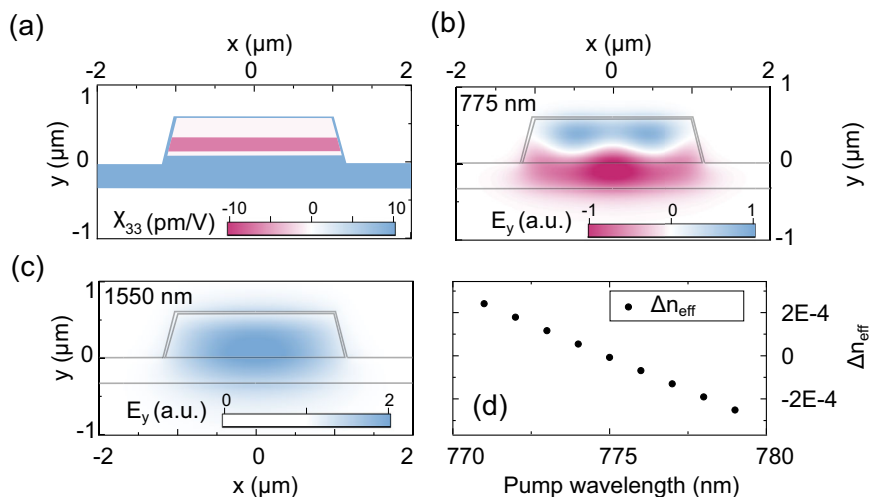 (a)
x (μm)
-2 0 2
1
0
-1
y (μm)
χ33 (pm/V)
-10 0 10
(b)
x (μm)
-2 0 2
775 nm
1
0
-1
y (μm)
Ey (a.u.)
-1 0 1
(c)
1550 nm
1
0
-1
y (μm)
Ey (a.u.)
0 2
-2 0 2
x (μm)
Δneff
2E-4
0
-2E-4
Δneff
(d)
770 775 780
Pump wavelength (nm)